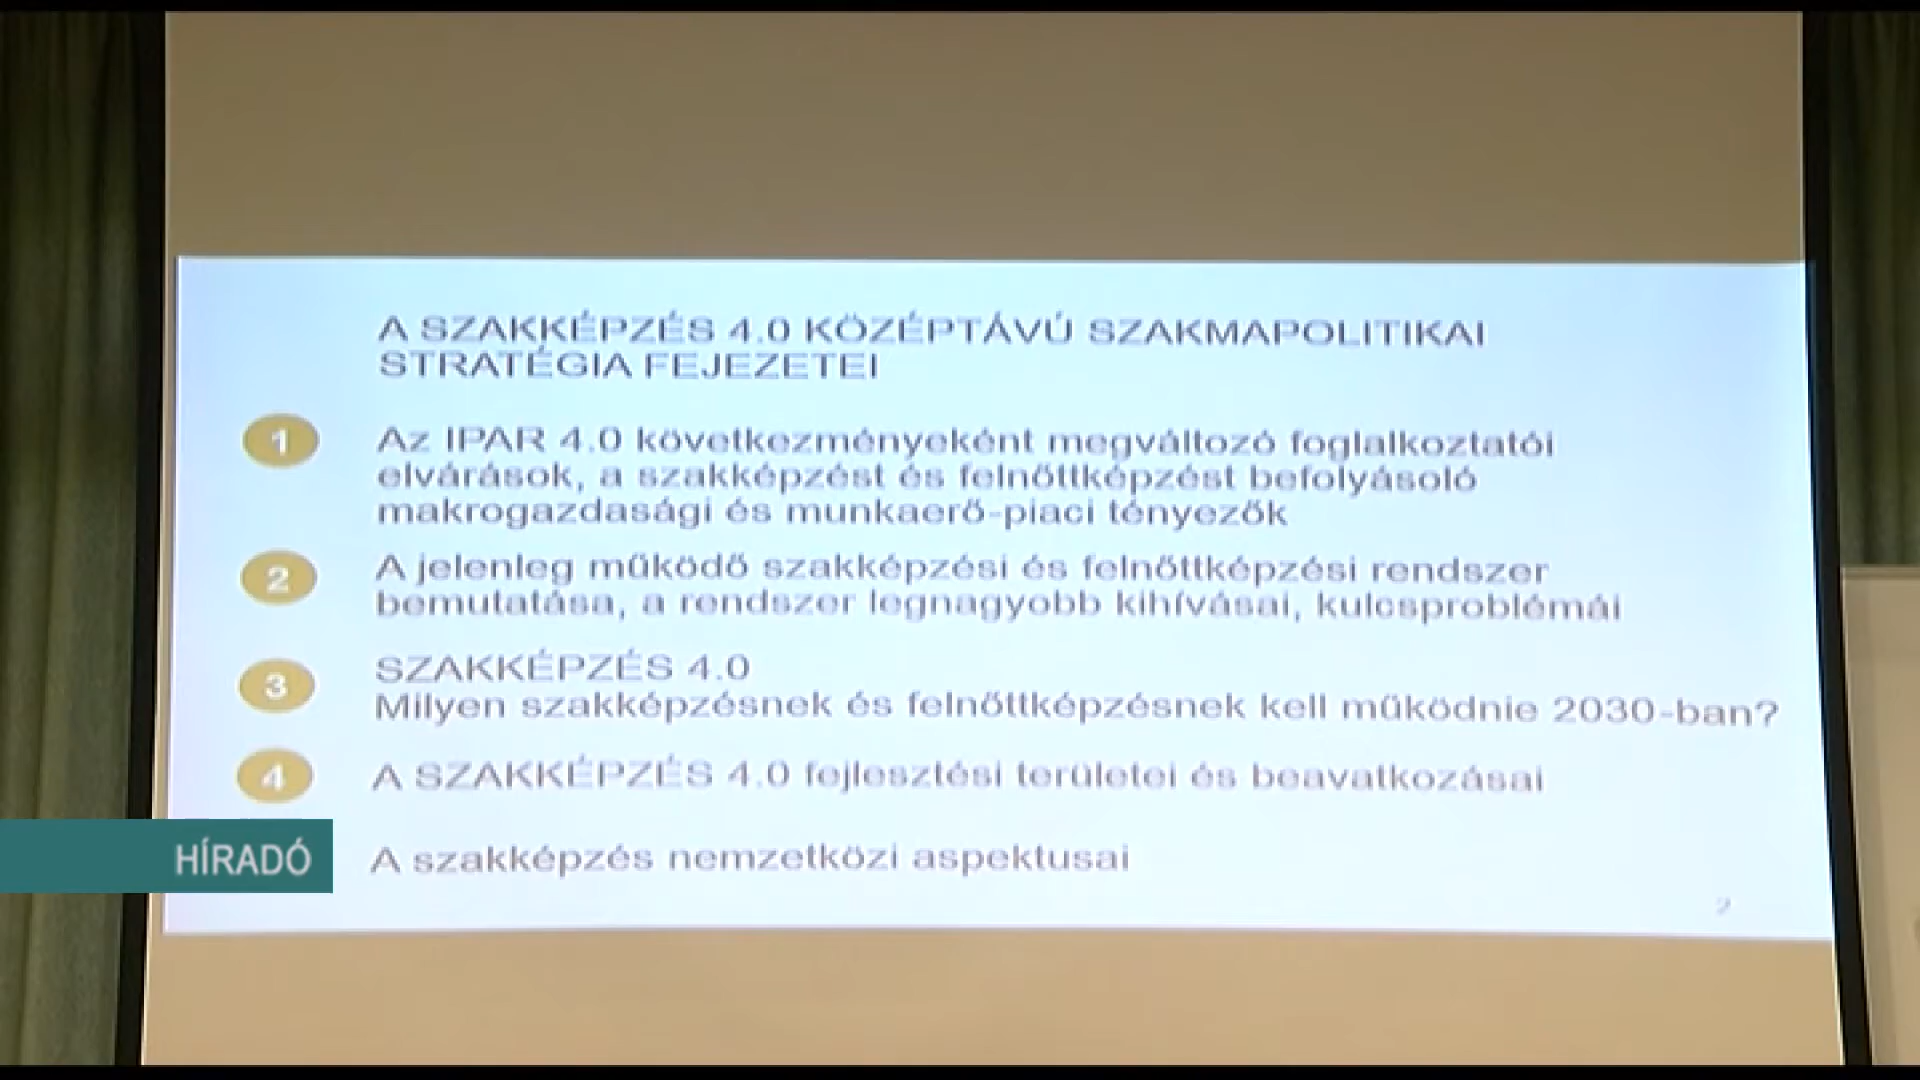 A SZAKKÉPZÉS 4.0 KÖZÉPTÁVÚ SZAKMAPOLITIKAI
STRATÉGIA FEJEZETEI
1 Az IPAR 4.0 következményeként megváltozó foglalkoztatói
elvárások, a szakképzést és felnőttképzést befolyásoló
makrogazdasági és munkaerő-piaci tényezők
2 A jelenleg működő szakképzési és felnőttképzési rendszer
bemutatása, a rendszer legnagyobb kihívásai, kulcsproblémái
3 SZAKKÉPZÉS 4.0
Milyen szakképzésnek és felnőttképzésnek kell működnie 2030-ban?
4 A SZAKKÉPZÉS 4.0 fejlesztési területei és beavatkozásai
HÍRADÓ
A szakképzés nemzetközi aspektusai
2